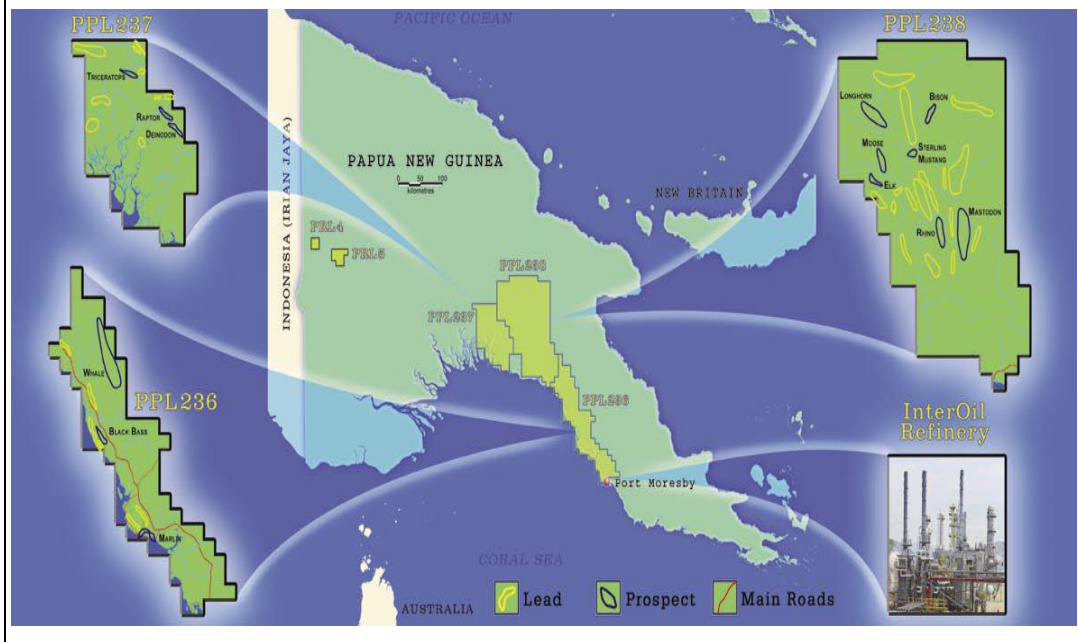 PACIFIC OCEAN
PPL237
TRICERATOPS
RAPTOR
DEINODON
PPL238
LONGHORN
BISON
MOOSE
STERLING
MUSTANG
ELK
MASTODON
RHINO
INDONESIA (IRIAN JAYA)
PAPUA NEW GUINEA
0 50 100
kilometres
NEW BRITAIN
PRL4
PRL5
PPL238
PPL237
PPL236
Port Moresby
WHALE
PPL236
BLACK BASS
MARLIN
InterOil
Refinery
CORAL SEA
AUSTRALIA
Lead
Prospect
Main Roads